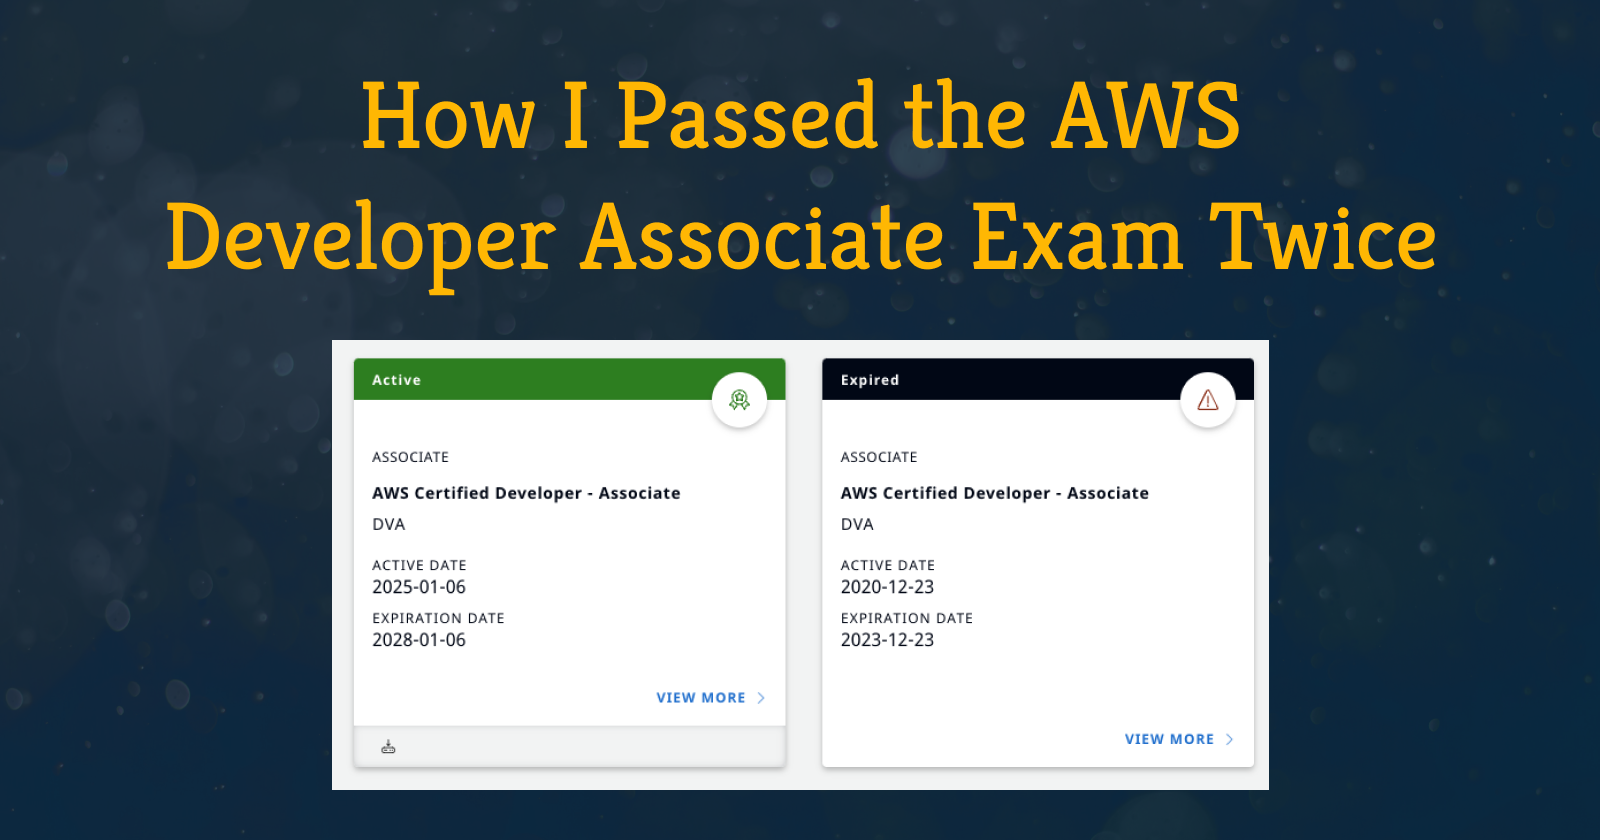 How I Passed the AWS
Developer Associate Exam Twice
Active
ASSOCIATE
AWS Certified Developer - Associate
DVA
ACTIVE DATE
2025-01-06
EXPIRATION DATE
2028-01-06
VIEW MORE
Expired
ASSOCIATE
AWS Certified Developer - Associate
DVA
ACTIVE DATE
2020-12-23
EXPIRATION DATE
2023-12-23
VIEW MORE